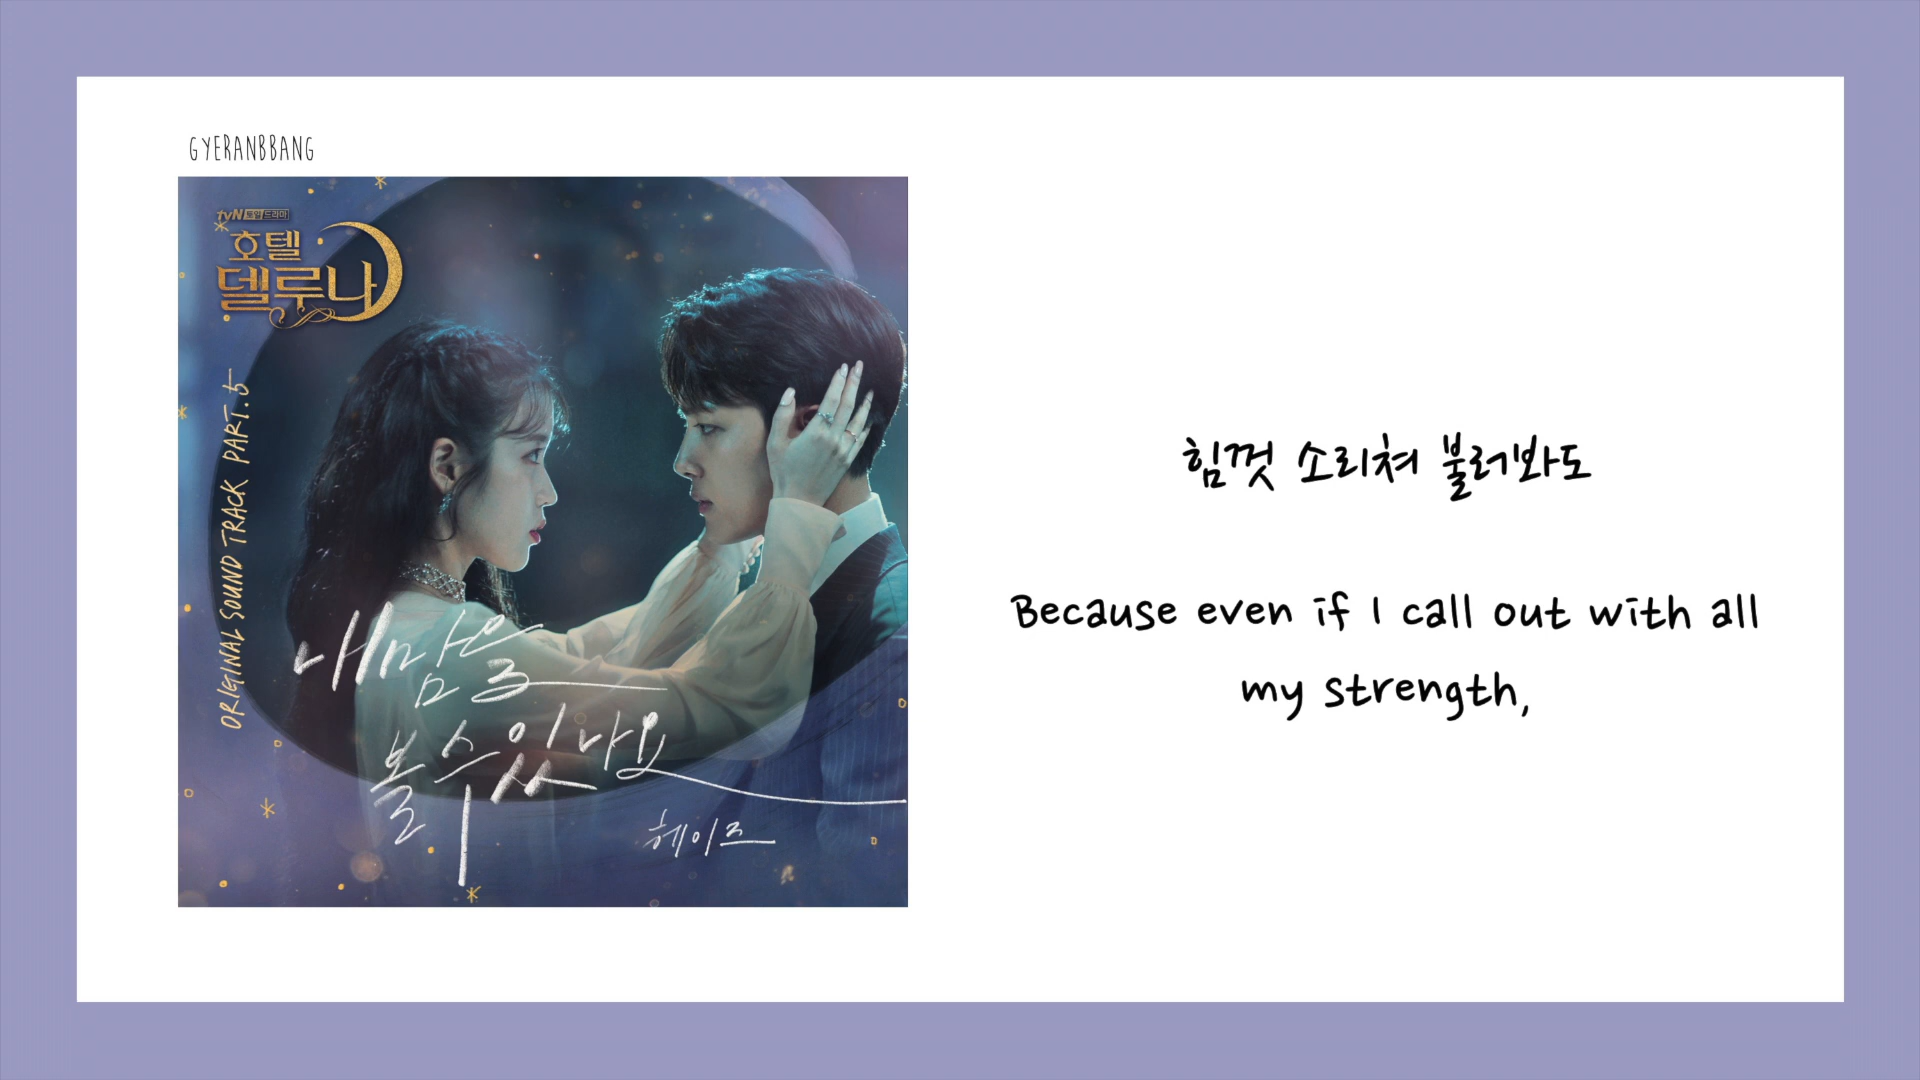 GYERANBBANG
tvN 토일드라마
호텔
델루나
ORIGINAL SOUND TRACK PART.5
내 맘을
볼 수 있나요
헤이즈
힘껏 소리쳐 불러봐도
Because even if I call out with all
my strength,